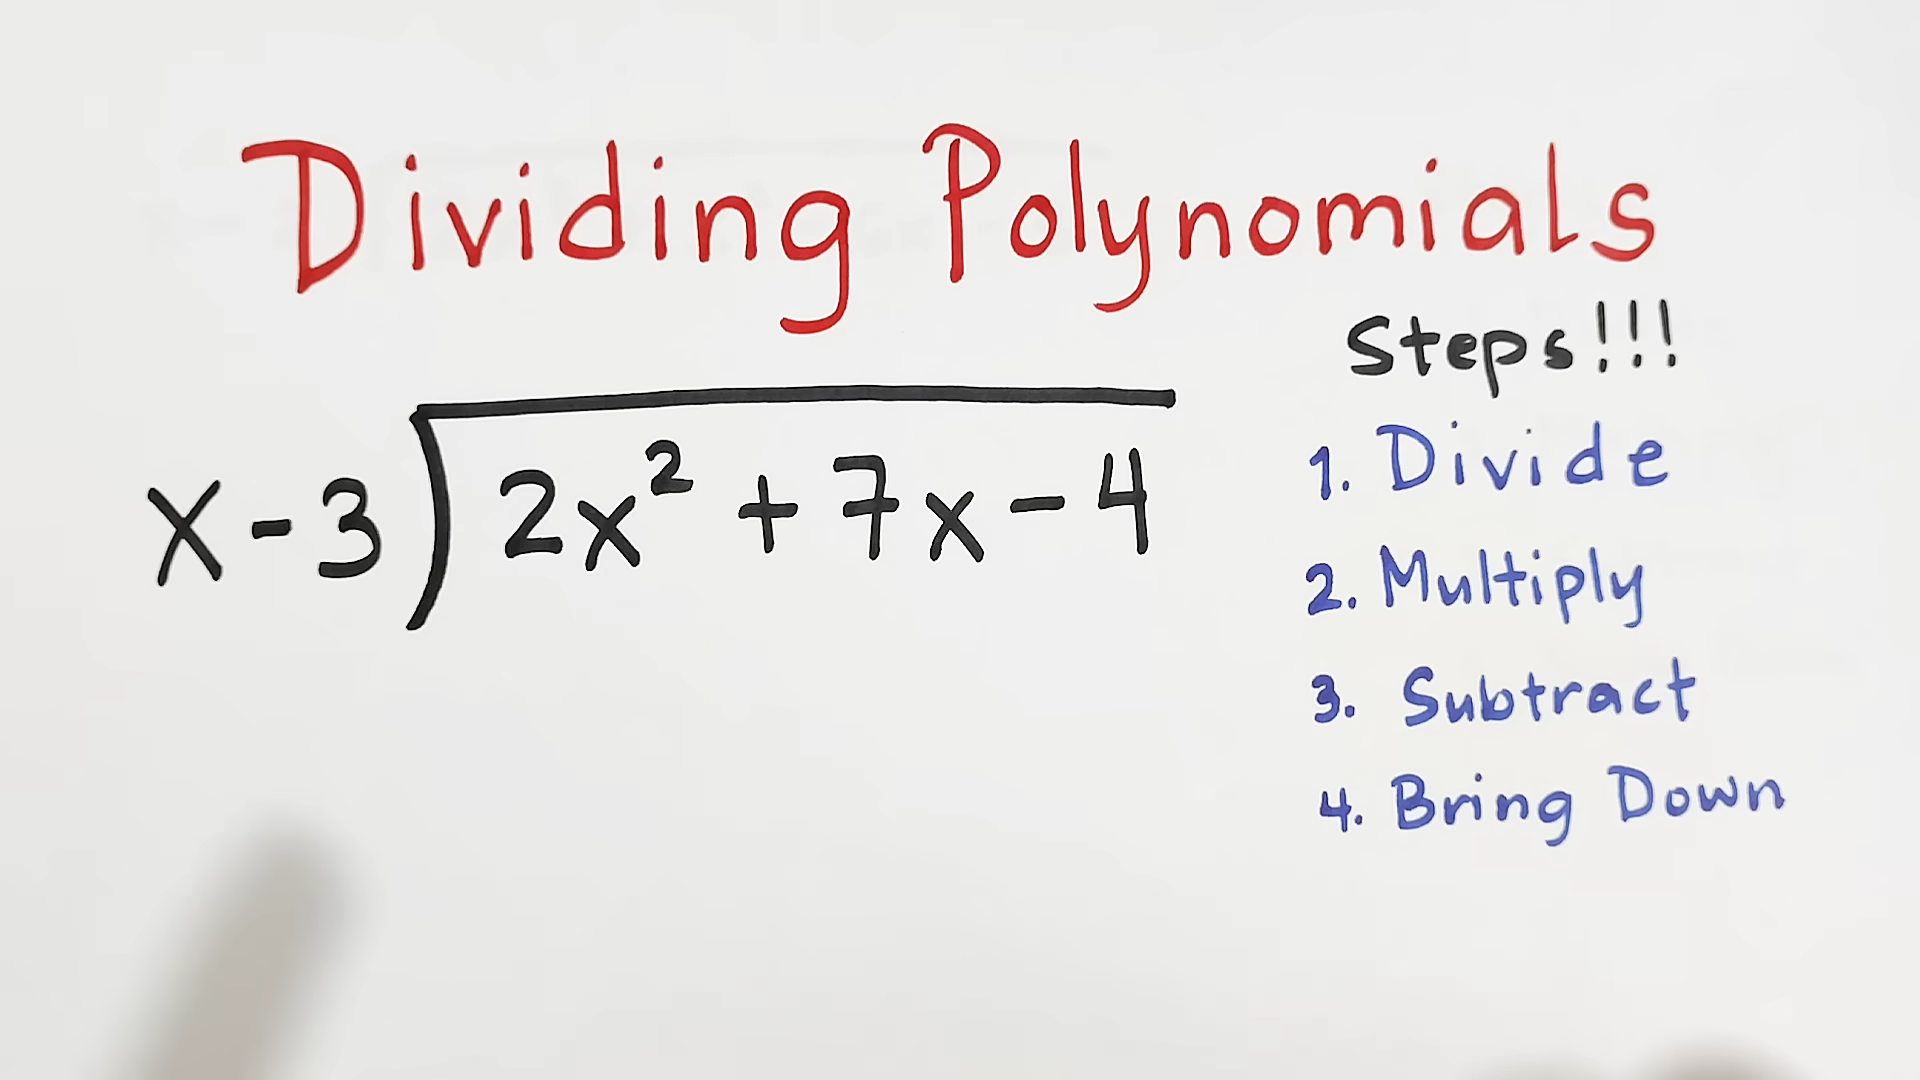 Dividing Polynomials
Steps!!!
x - 3 ) 2x² + 7x - 4
1. Divide
2. Multiply
3. Subtract
4. Bring Down